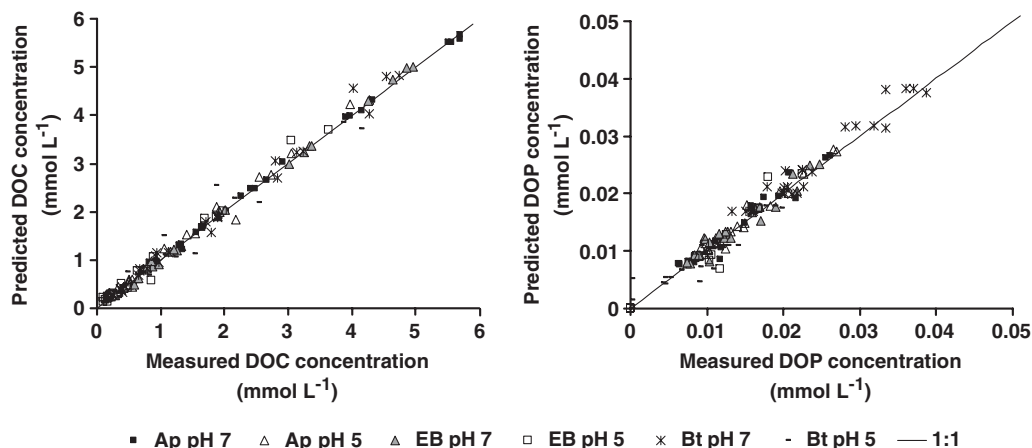 Predicted DOC concentration
(mmol L-1)
6
5
4
3
2
1
0
0 1 2 3 4 5 6
Measured DOC concentration
(mmol L-1)
Predicted DOP concentration
(mmol L-1)
0.05
0.04
0.03
0.02
0.01
0
0 0.01 0.02 0.03 0.04 0.05
Measured DOP concentration
(mmol L-1)
Ap pH 7 Ap pH 5 EB pH 7 EB pH 5 Bt pH 7 Bt pH 5 1:1